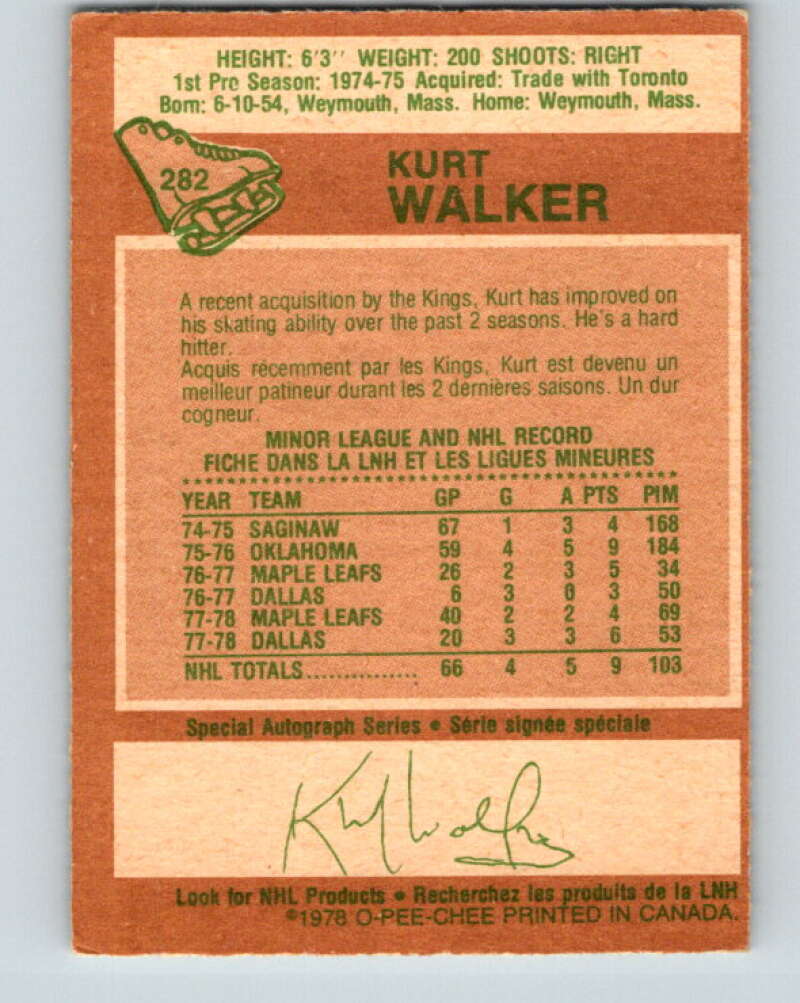 HEIGHT: 6'3'' WEIGHT: 200 SHOOTS: RIGHT
1st Pro Season: 1974-75 Acquired: Trade with Toronto
Born: 6-10-54, Weymouth, Mass. Home: Weymouth, Mass.
282
KURT
WALKER
A recent acquisition by the Kings, Kurt has improved on
his skating ability over the past 2 seasons. He's a hard
hitter.
Acquis récemment par les Kings, Kurt est devenu un
meilleur patineur durant les 2 dernières saisons. Un dur
cogneur.
MINOR LEAGUE AND NHL RECORD
FICHE DANS LA LNH ET LES LIGUES MINEURES
YEAR TEAM GP G A PTS PIM
74-75 SAGINAW 67 1 3 4 168
75-76 OKLAHOMA 59 4 5 9 184
76-77 MAPLE LEAFS 26 2 3 5 34
76-77 DALLAS 6 3 0 3 50
77-78 MAPLE LEAFS 40 2 2 4 69
77-78 DALLAS 20 3 3 6 53
NHL TOTALS............... 66 4 5 9 103
Special Autograph Series • Série signée spéciale
Kurt Walker
Look for NHL Products • Recherchez les produits de la LNH
©1978 O-PEE-CHEE PRINTED IN CANADA.